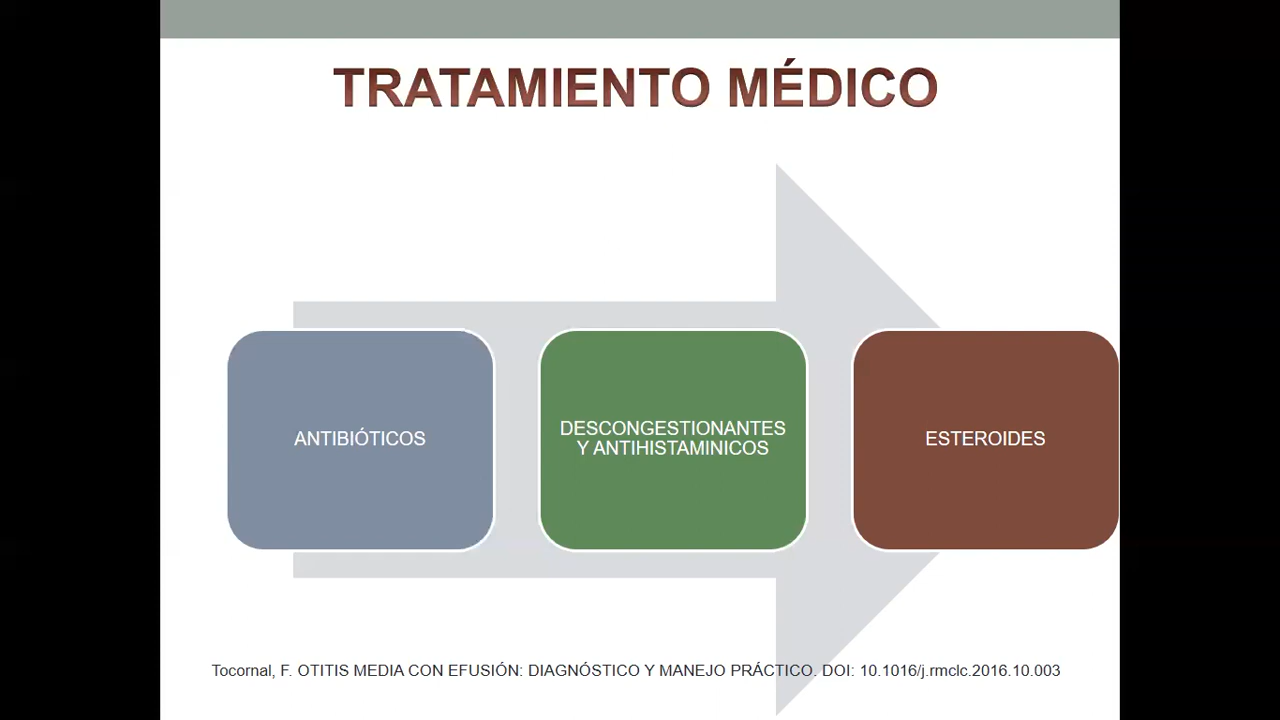 TRATAMIENTO MÉDICO
ANTIBIÓTICOS
DESCONGESTIONANTES
Y ANTIHISTAMINICOS
ESTEROIDES
Tocornal, F. OTITIS MEDIA CON EFUSIÓN: DIAGNÓSTICO Y MANEJO PRÁCTICO. DOI: 10.1016/j.rmclc.2016.10.003